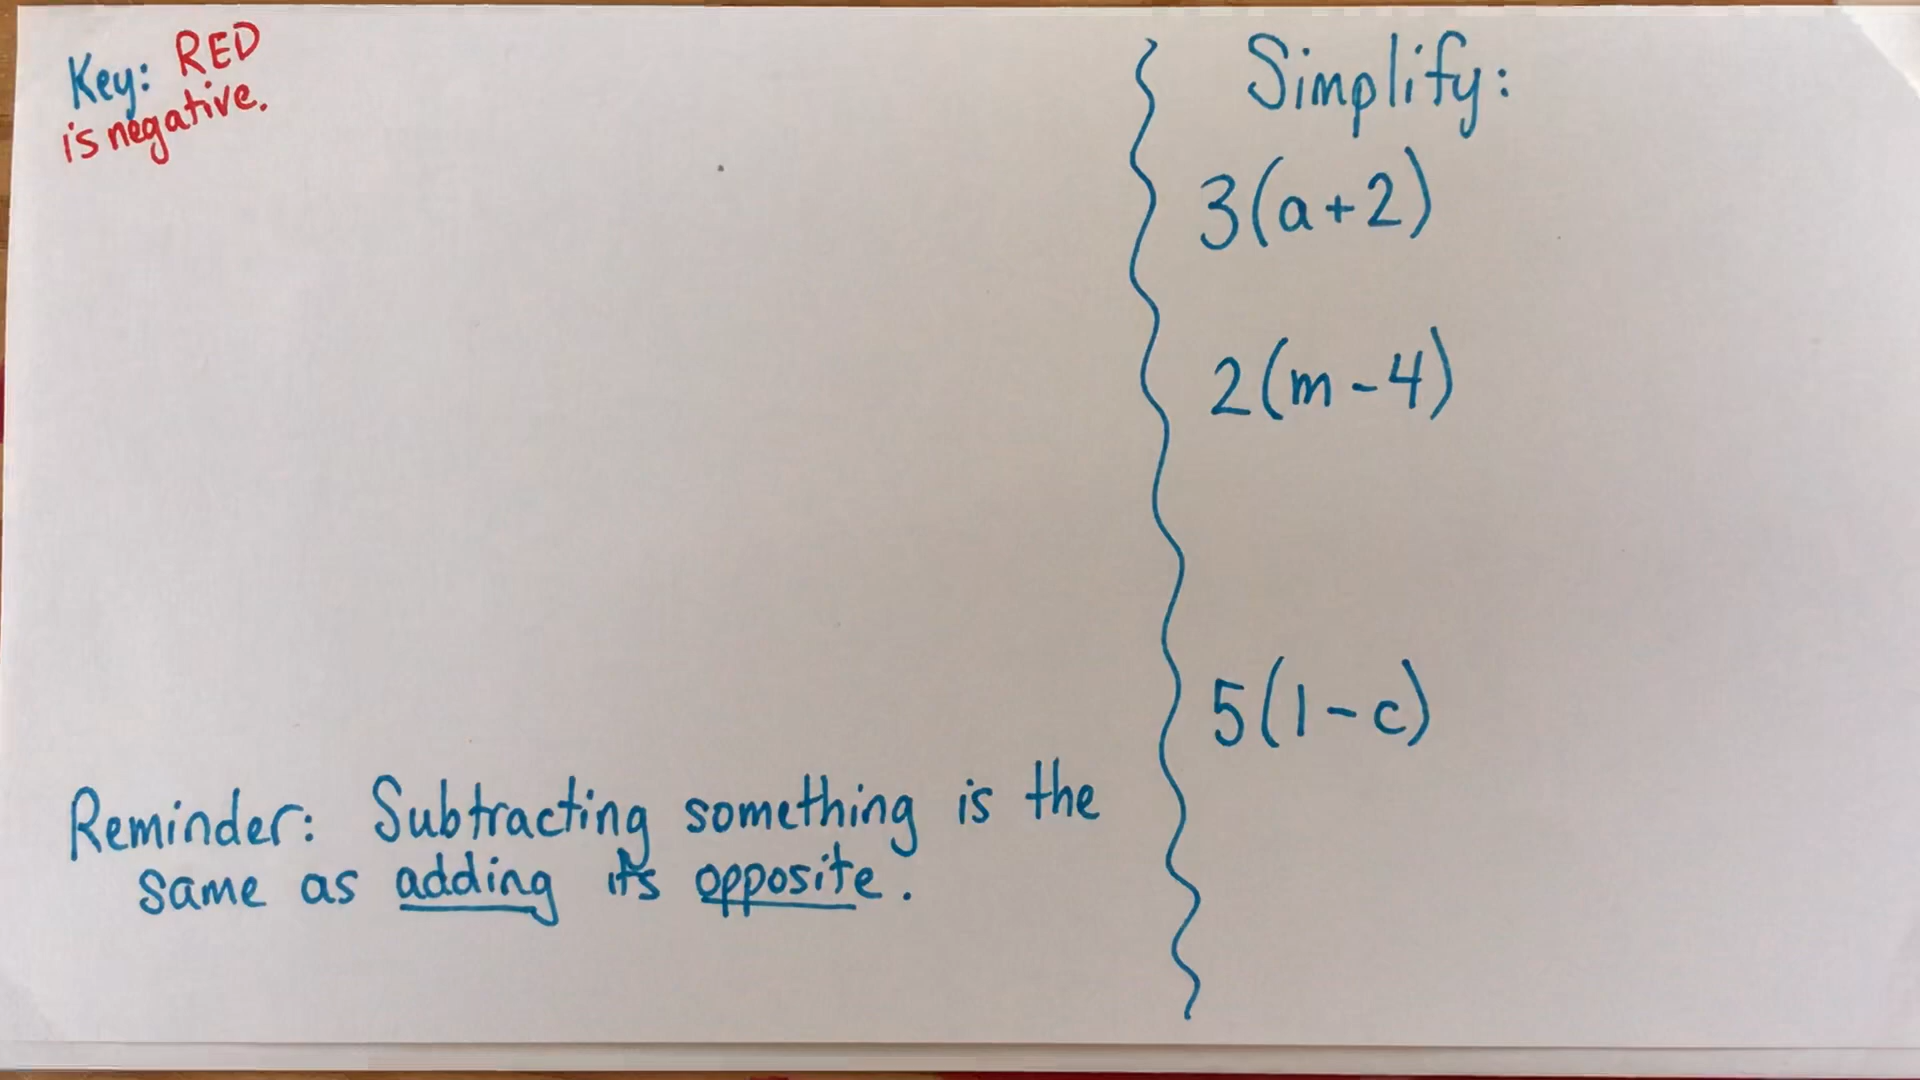 Key: RED
is negative.
Simplify:
3(a+2)
2(m-4)
5(1-c)
Reminder: Subtracting something is the
same as adding its opposite.